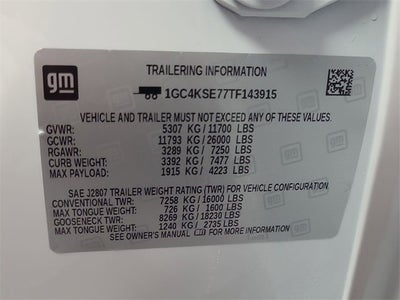 gm
TRAILERING INFORMATION
1GC4KSE77TF143915
VEHICLE AND TRAILER MUST NOT EXCEED ANY OF THESE WEIGHTS
GVWR: 5307 KG/11700 LBS
GCWR: 11793 KG/26000 LBS
RGAWR: 3289 KG/ 7250 LBS
CURB WEIGHT: 3392 KG/ 7477 LBS
MAX PAYLOAD: 1915 KG/ 4223 LBS
SAE J2807 TRAILER WEIGHT RATING (TWR) FOR VEHICLE CONFIGURATION.
CONVENTIONAL TWR: 7258 KG/16000 LBS
MAX TONGUE WEIGHT: 726 KG/ 1600 LBS
GOOSENECK TWR: 8269 KG/18230 LBS
MAX TONGUE WEIGHT: 1240 KG/ 2735 LBS
SEE OWNER'S MANUAL gm FOR MORE INFORMATION.